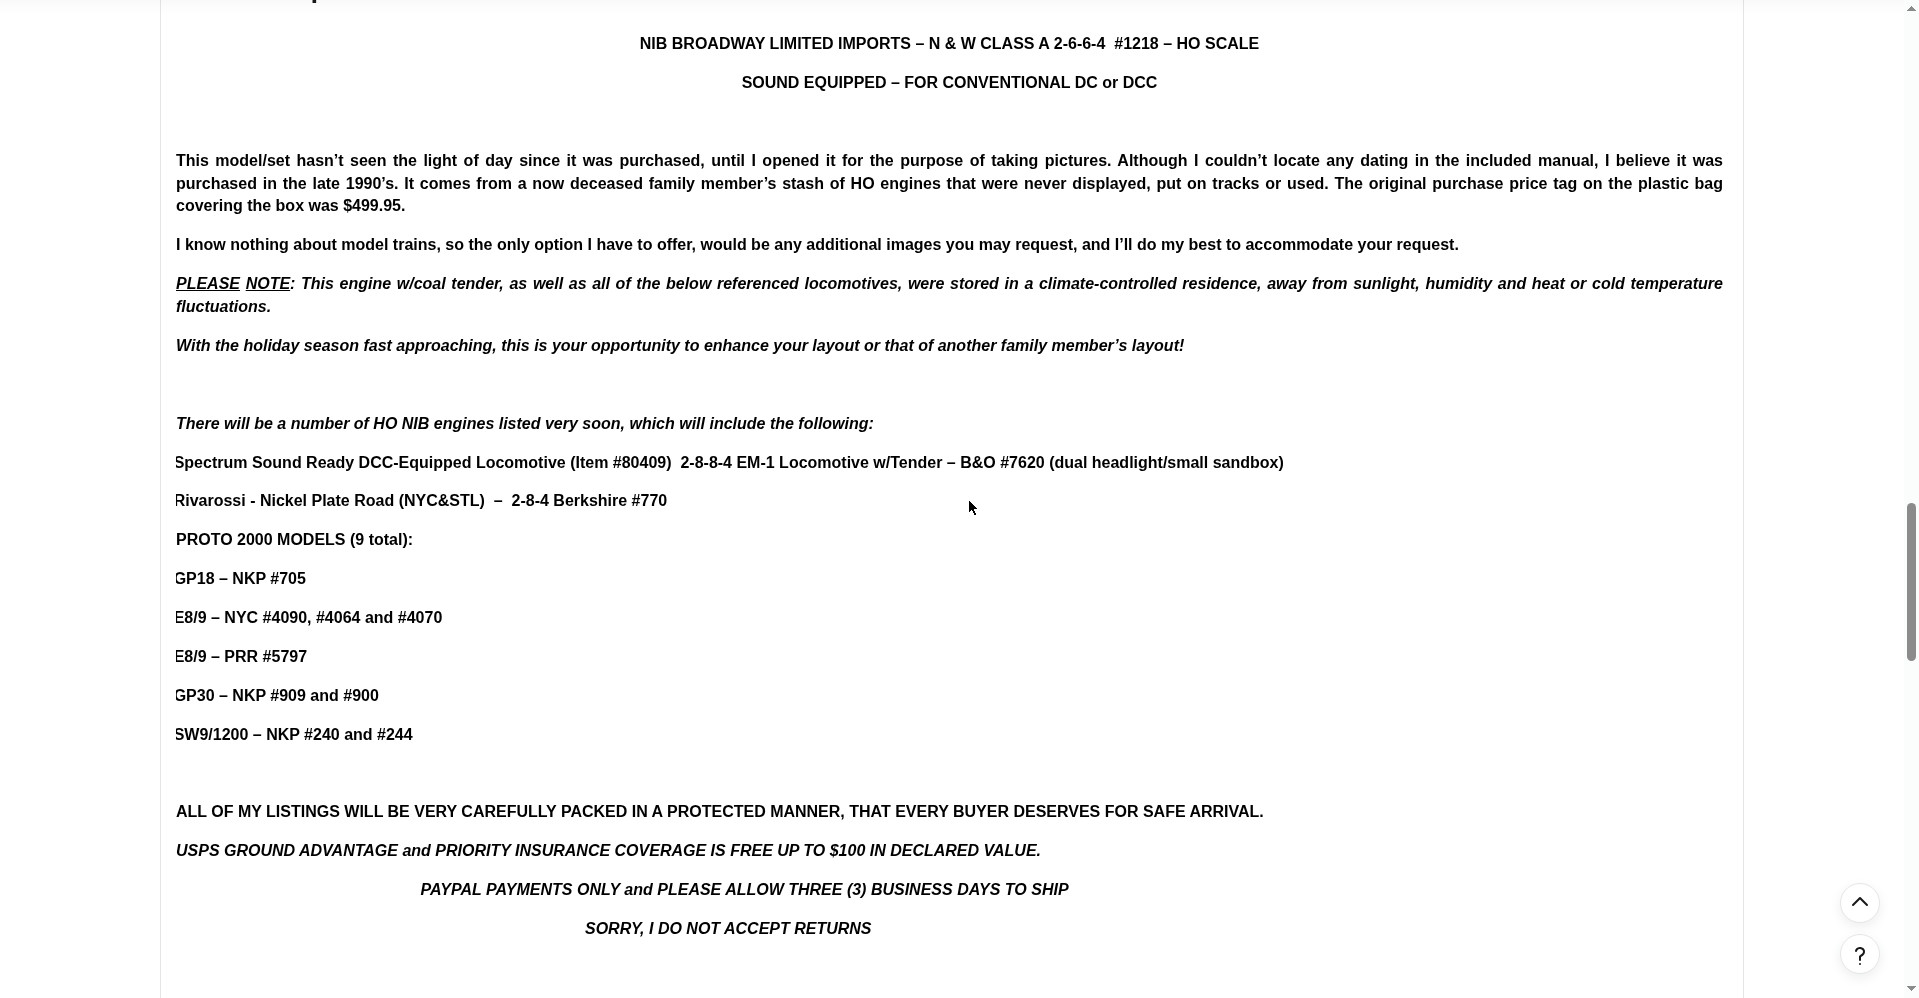 NIB BROADWAY LIMITED IMPORTS – N & W CLASS A 2-6-6-4  #1218 – HO SCALE
SOUND EQUIPPED – FOR CONVENTIONAL DC or DCC
This model/set hasn’t seen the light of day since it was purchased, until I opened it for the purpose of taking pictures. Although I couldn’t locate any dating in the included manual, I believe it was
purchased in the late 1990’s. It comes from a now deceased family member’s stash of HO engines that were never displayed, put on tracks or used. The original purchase price tag on the plastic bag
covering the box was $499.95.
I know nothing about model trains, so the only option I have to offer, would be any additional images you may request, and I’ll do my best to accommodate your request.
PLEASE NOTE: This engine w/coal tender, as well as all of the below referenced locomotives, were stored in a climate-controlled residence, away from sunlight, humidity and heat or cold temperature
fluctuations.
With the holiday season fast approaching, this is your opportunity to enhance your layout or that of another family member’s layout!
There will be a number of HO NIB engines listed very soon, which will include the following:
Spectrum Sound Ready DCC-Equipped Locomotive (Item #80409)  2-8-8-4 EM-1 Locomotive w/Tender – B&O #7620 (dual headlight/small sandbox)
Rivarossi - Nickel Plate Road (NYC&STL)  –  2-8-4 Berkshire #770
PROTO 2000 MODELS (9 total):
GP18 – NKP #705
E8/9 – NYC #4090, #4064 and #4070
E8/9 – PRR #5797
GP30 – NKP #909 and #900
SW9/1200 – NKP #240 and #244
ALL OF MY LISTINGS WILL BE VERY CAREFULLY PACKED IN A PROTECTED MANNER, THAT EVERY BUYER DESERVES FOR SAFE ARRIVAL.
USPS GROUND ADVANTAGE and PRIORITY INSURANCE COVERAGE IS FREE UP TO $100 IN DECLARED VALUE.
PAYPAL PAYMENTS ONLY and PLEASE ALLOW THREE (3) BUSINESS DAYS TO SHIP
SORRY, I DO NOT ACCEPT RETURNS
?